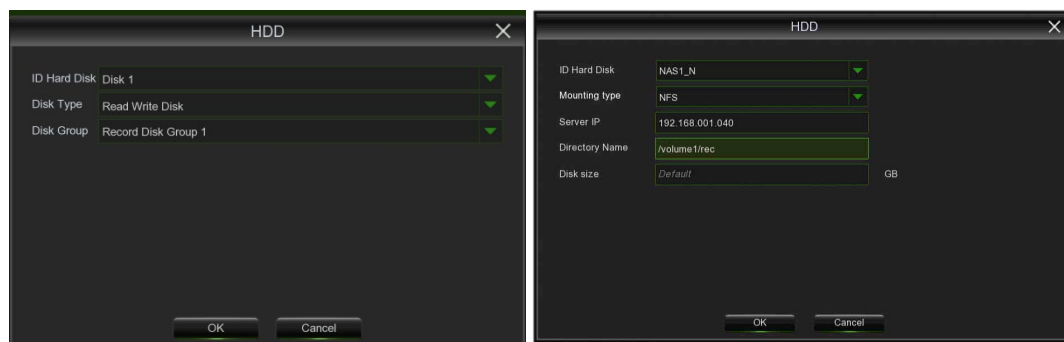 HDD
ID Hard Disk Disk 1
Disk Type Read Write Disk
Disk Group Record Disk Group 1
OK Cancel
HDD
ID Hard Disk NAS1_N
Mounting type NFS
Server IP 192.168.001.040
Directory Name /volume1/rec
Disk size Default GB
OK Cancel